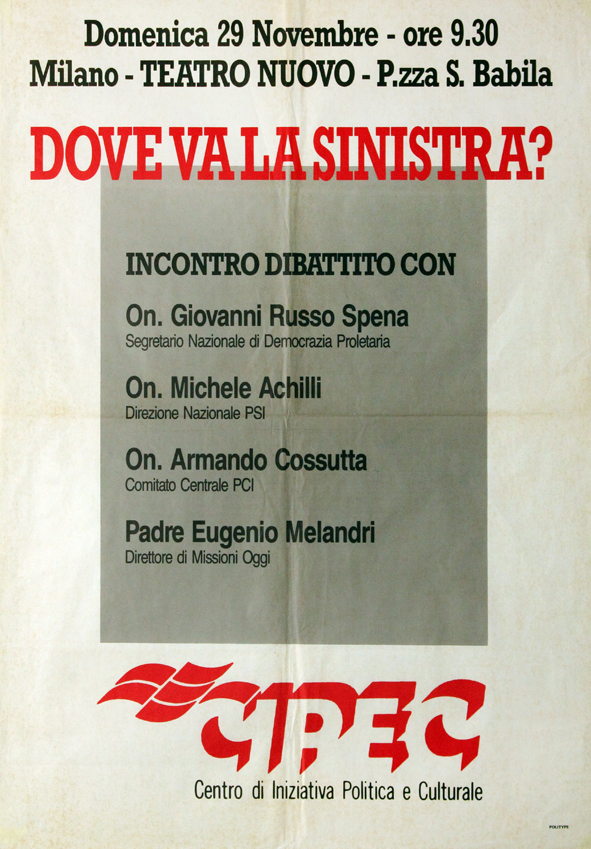 Domenica 29 Novembre - ore 9.30
Milano - TEATRO NUOVO - P.zza S. Babila
DOVE VA LA SINISTRA?
INCONTRO DIBATTITO CON
On. Giovanni Russo Spena
Segretario Nazionale di Democrazia Proletaria
On. Michele Achilli
Direzione Nazionale PSI
On. Armando Cossutta
Comitato Centrale PCI
Padre Eugenio Melandri
Direttore di Missioni Oggi
CIPEC
Centro di Iniziativa Politica e Culturale
POLITYPE